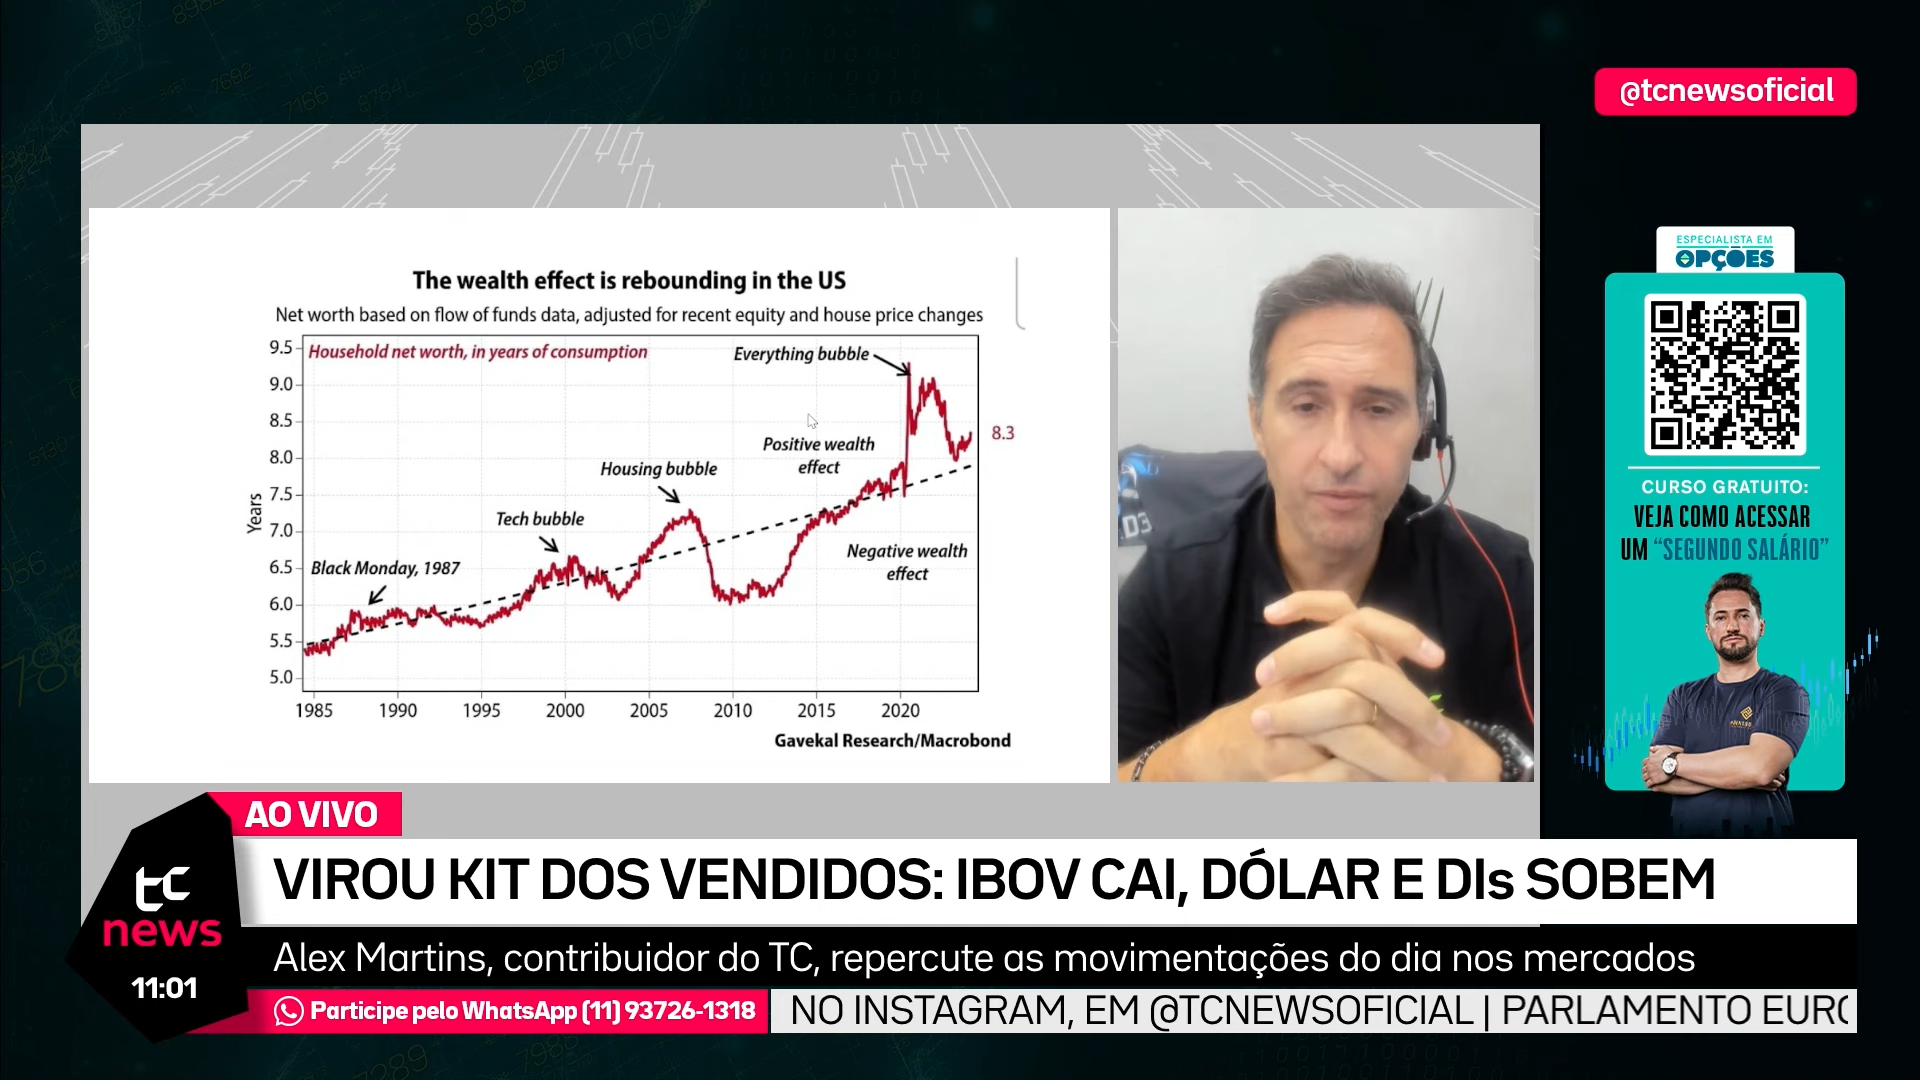 @tcnewsoficial
The wealth effect is rebounding in the US
Net worth based on flow of funds data, adjusted for recent equity and house price changes
Household net worth, in years of consumption
Everything bubble
Positive wealth
effect
Housing bubble
Tech bubble
Negative wealth
effect
Black Monday, 1987
8.3
Years
9.5
9.0
8.5
8.0
7.5
7.0
6.5
6.0
5.5
5.0
1985 1990 1995 2000 2005 2010 2015 2020
Gavekal Research/Macrobond
D3
ESPECIALISTA EM
OPÇÕES
CURSO GRATUITO:
VEJA COMO ACESSAR
UM “SEGUNDO SALÁRIO”
AO VIVO
VIROU KIT DOS VENDIDOS: IBOV CAI, DÓLAR E DIs SOBEM
Alex Martins, contribuidor do TC, repercute as movimentações do dia nos mercados
tc
news
11:01
Participe pelo WhatsApp (11) 93726-1318
NO INSTAGRAM, EM @TCNEWSOFICIAL | PARLAMENTO EURO